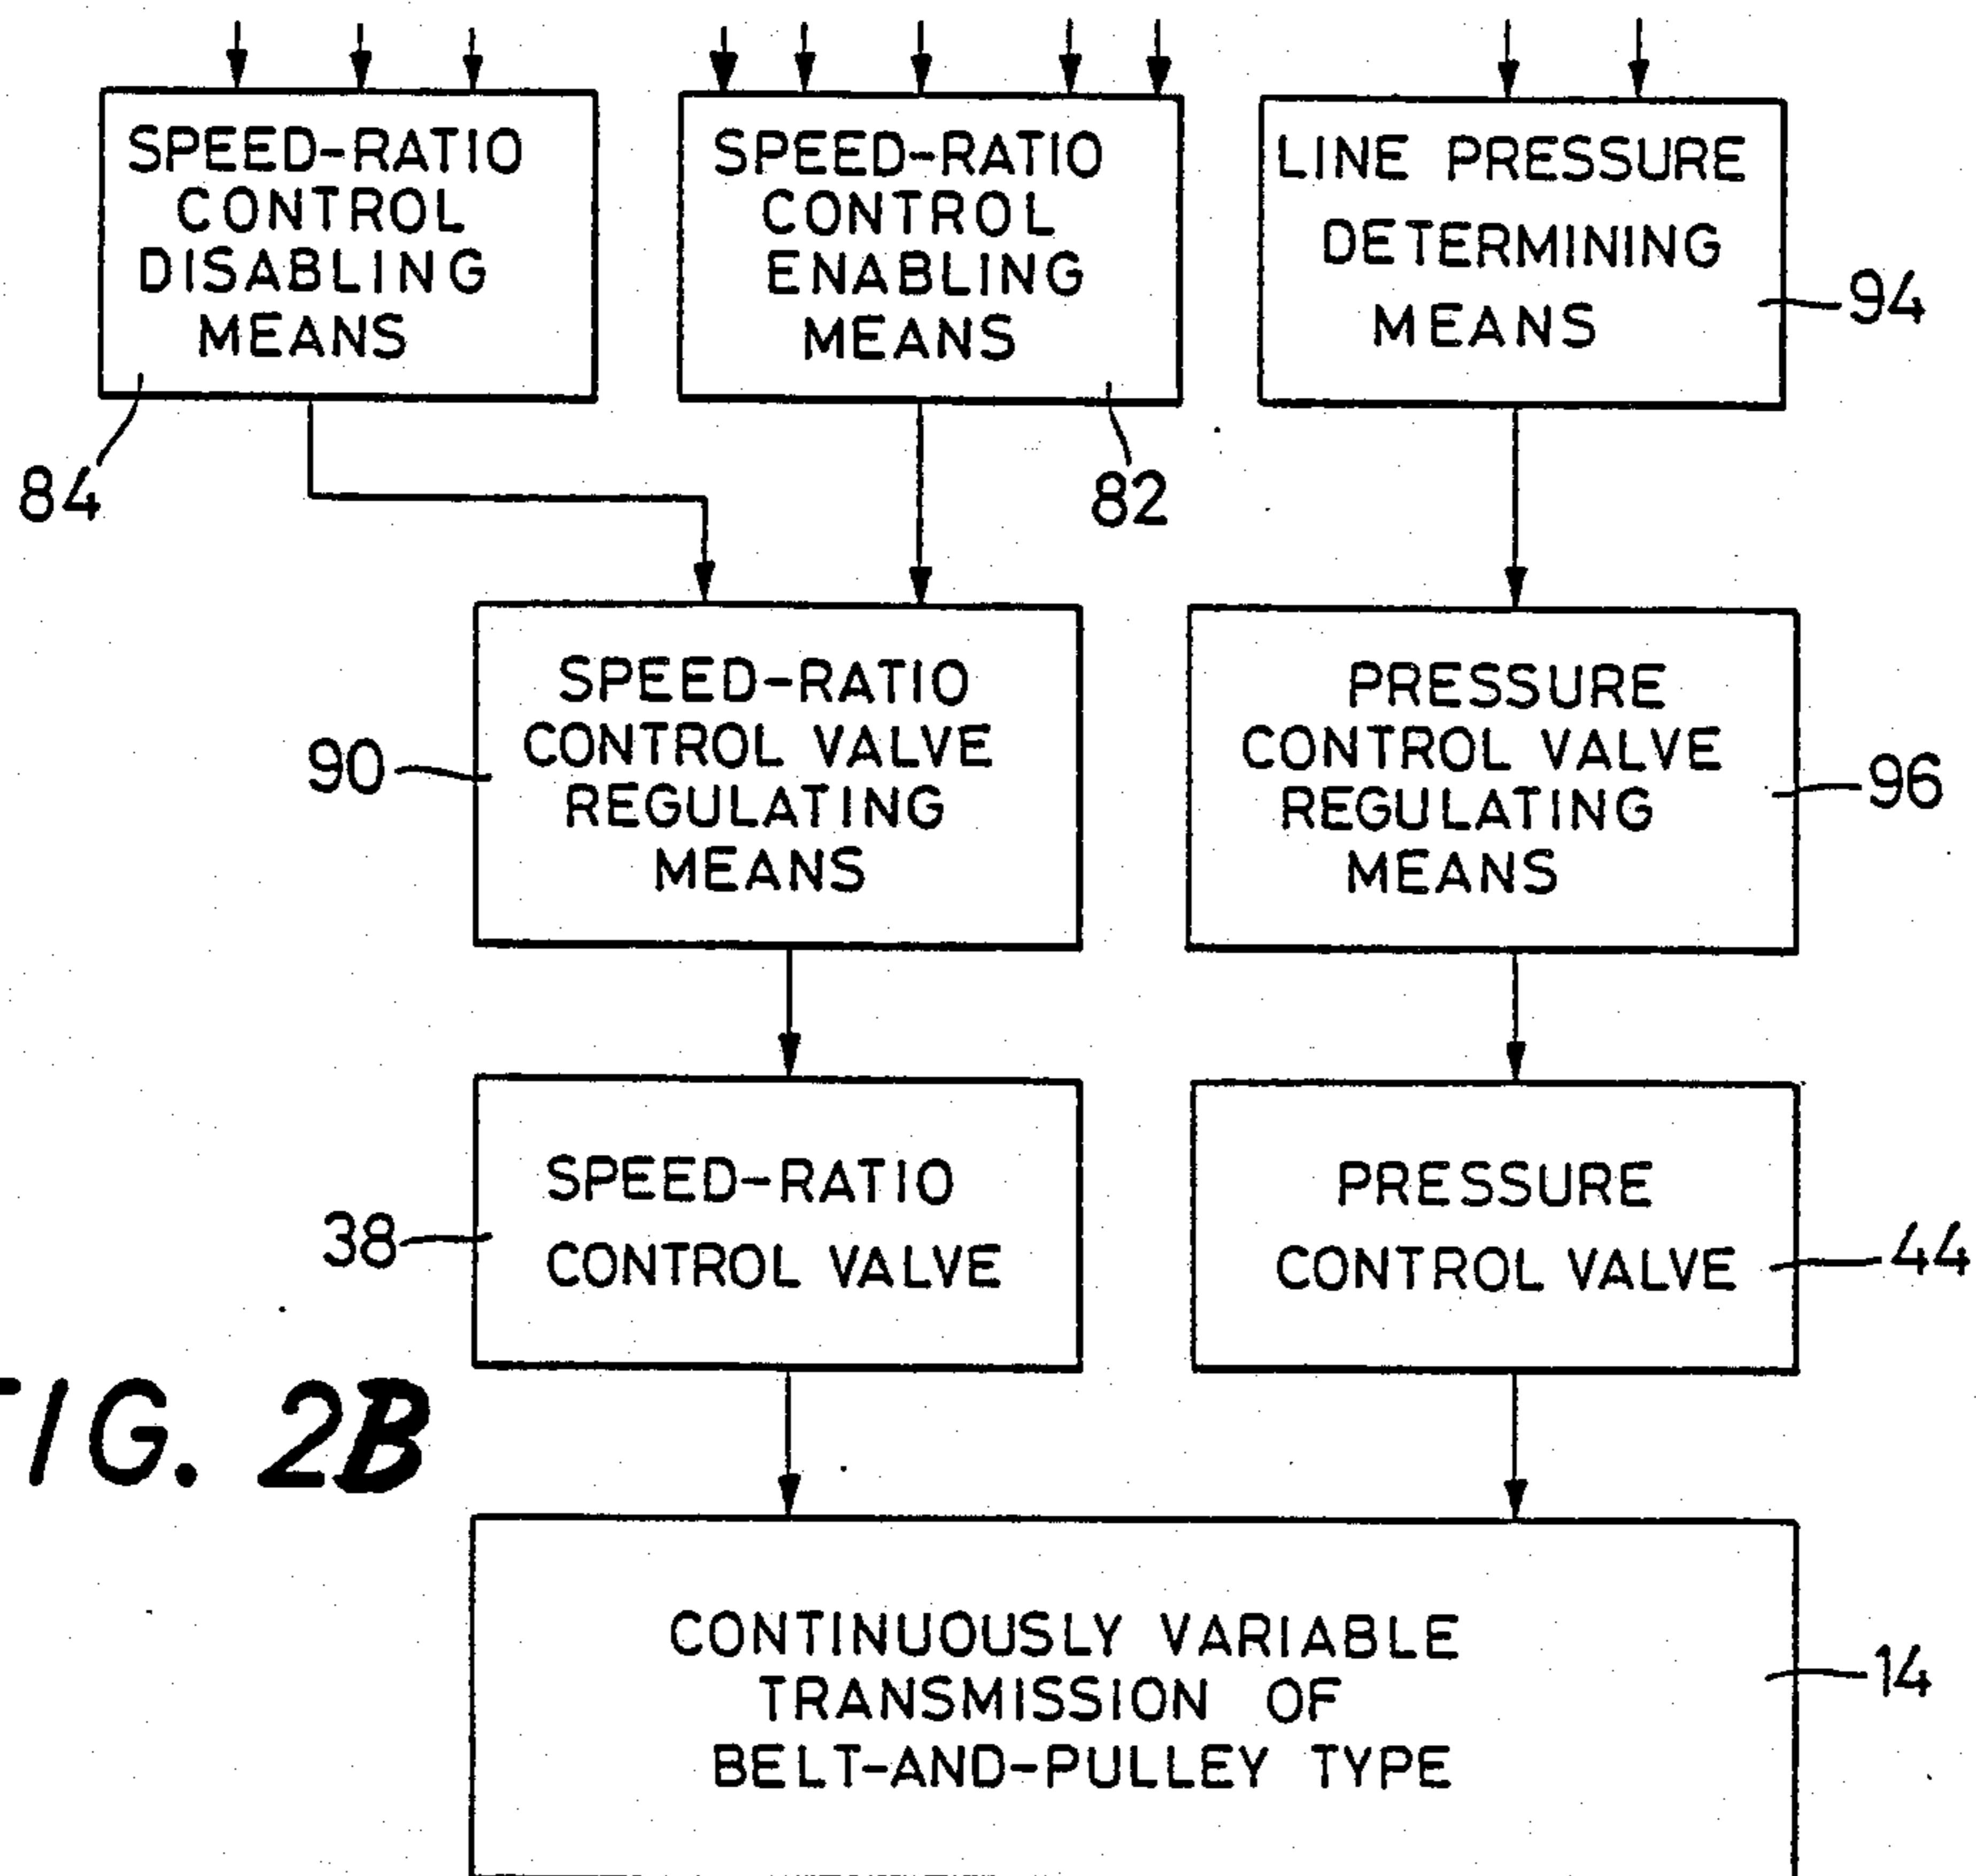 SPEED-RATIO
CONTROL
DISABLING
MEANS
84
SPEED-RATIO
CONTROL
ENABLING
MEANS
82
LINE PRESSURE
DETERMINING
MEANS
94
SPEED-RATIO
CONTROL VALVE
REGULATING
MEANS
90
PRESSURE
CONTROL VALVE
REGULATING
MEANS
96
SPEED-RATIO
CONTROL VALVE
38
PRESSURE
CONTROL VALVE
44
FIG. 2B
CONTINUOUSLY VARIABLE
TRANSMISSION OF
BELT-AND-PULLEY TYPE
14